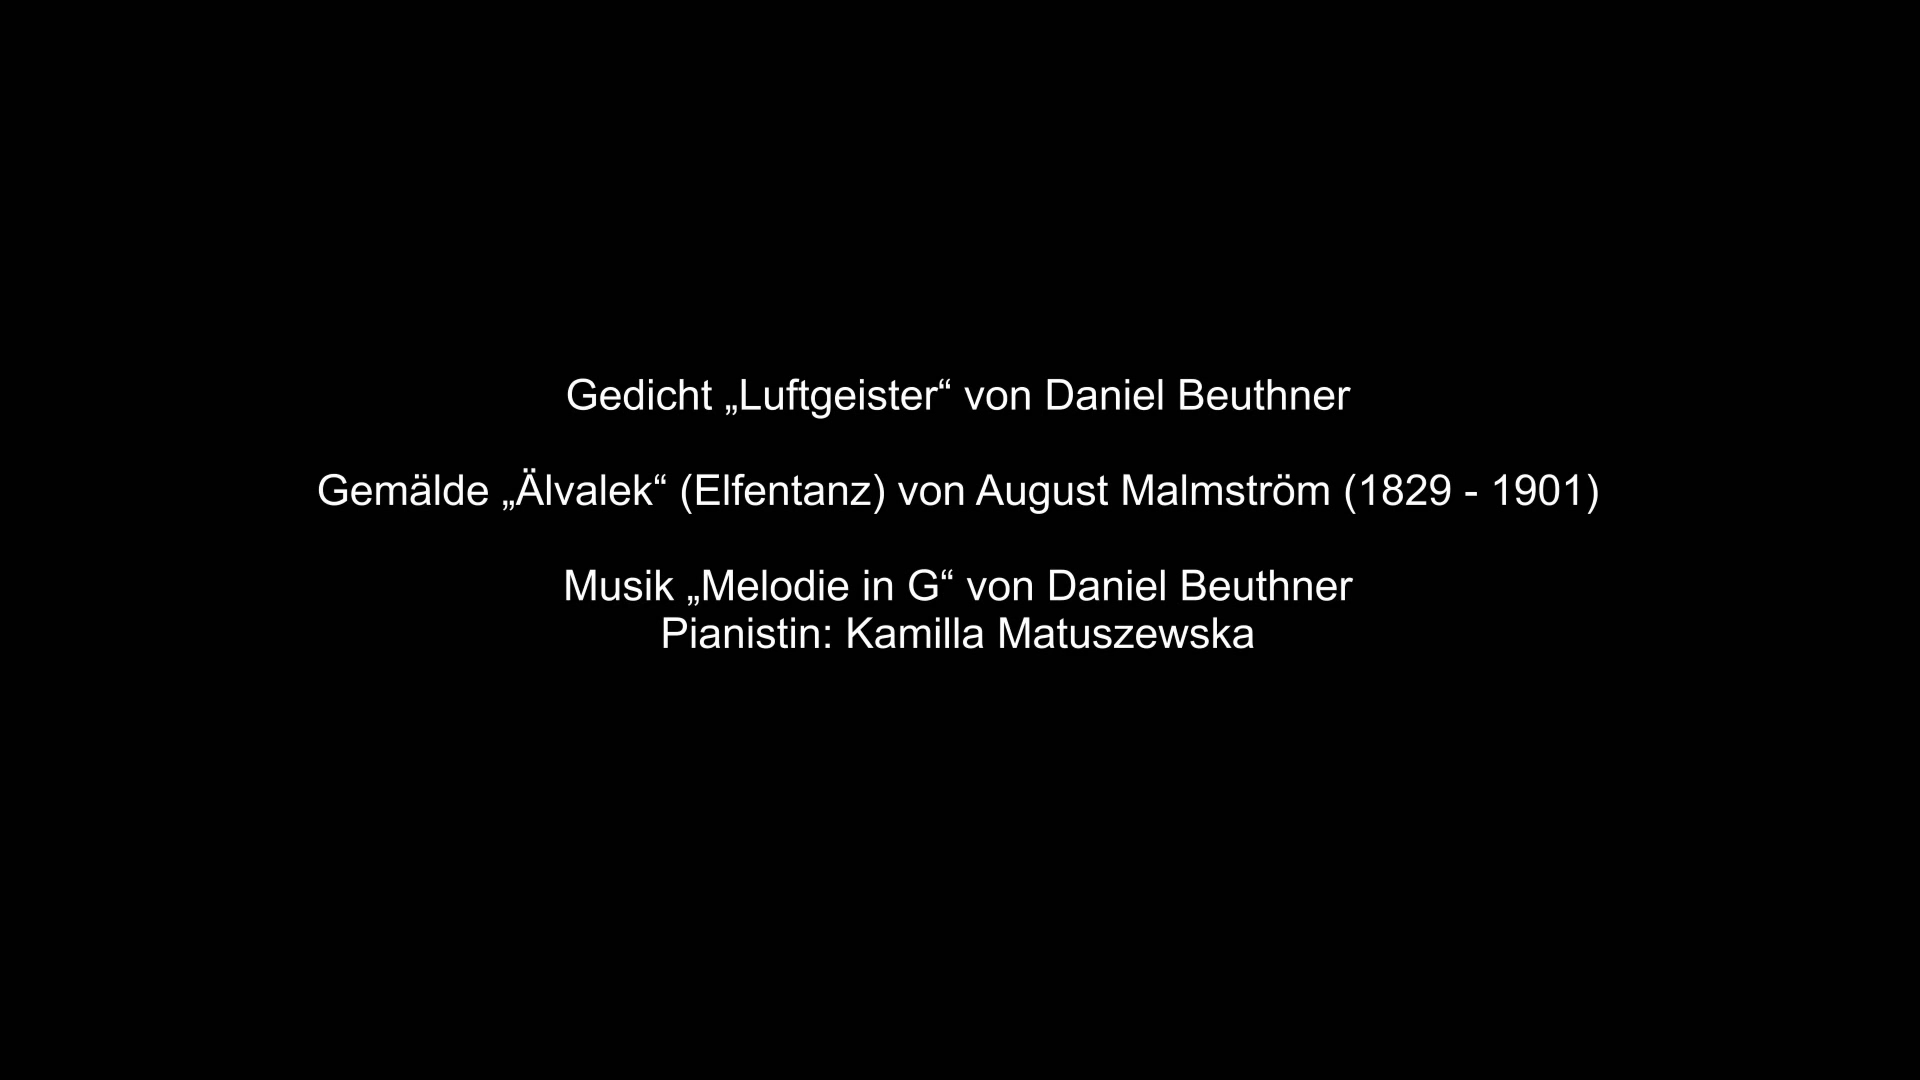 Gedicht „Luftgeister“ von Daniel Beuthner
Gemälde „Älvalek“ (Elfentanz) von August Malmström (1829 - 1901)
Musik „Melodie in G“ von Daniel Beuthner
Pianistin: Kamilla Matuszewska